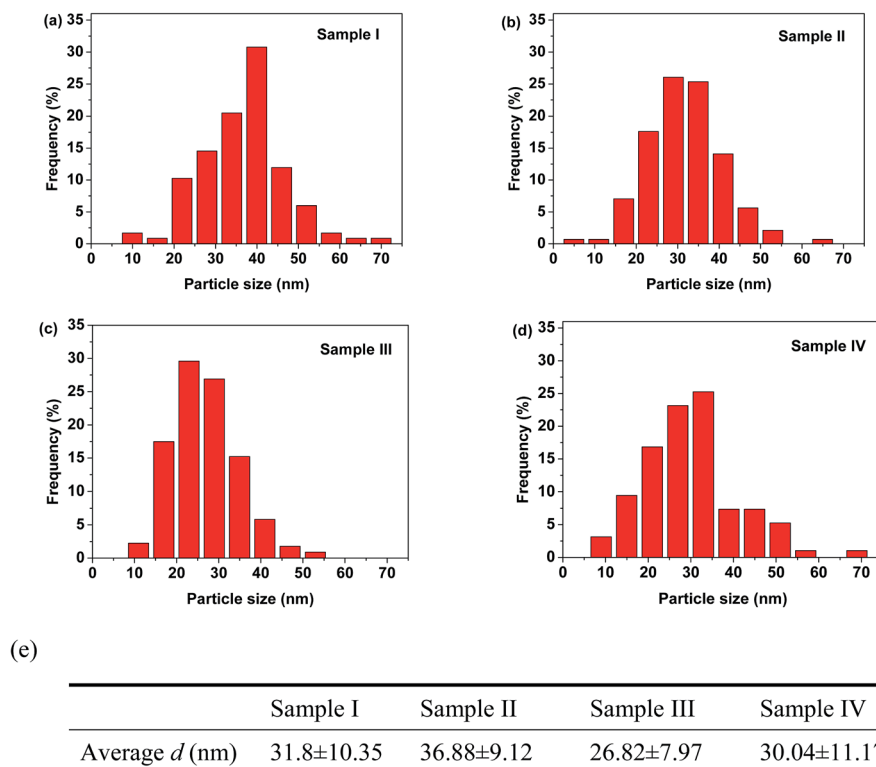 (a)
Sample I
Frequency (%)
35
30
25
20
15
10
5
0
0 10 20 30 40 50 60 70
Particle size (nm)
(b)
Sample II
Frequency (%)
35
30
25
20
15
10
5
0
0 10 20 30 40 50 60 70
Particle size (nm)
(c)
Sample III
Frequency (%)
35
30
25
20
15
10
5
0
0 10 20 30 40 50 60 70
Particle size (nm)
(d)
Sample IV
Frequency (%)
35
30
25
20
15
10
5
0
0 10 20 30 40 50 60 70
Particle size (nm)
(e)
Sample I Sample II Sample III Sample IV
Average d (nm) 31.8±10.35 36.88±9.12 26.82±7.97 30.04±11.17